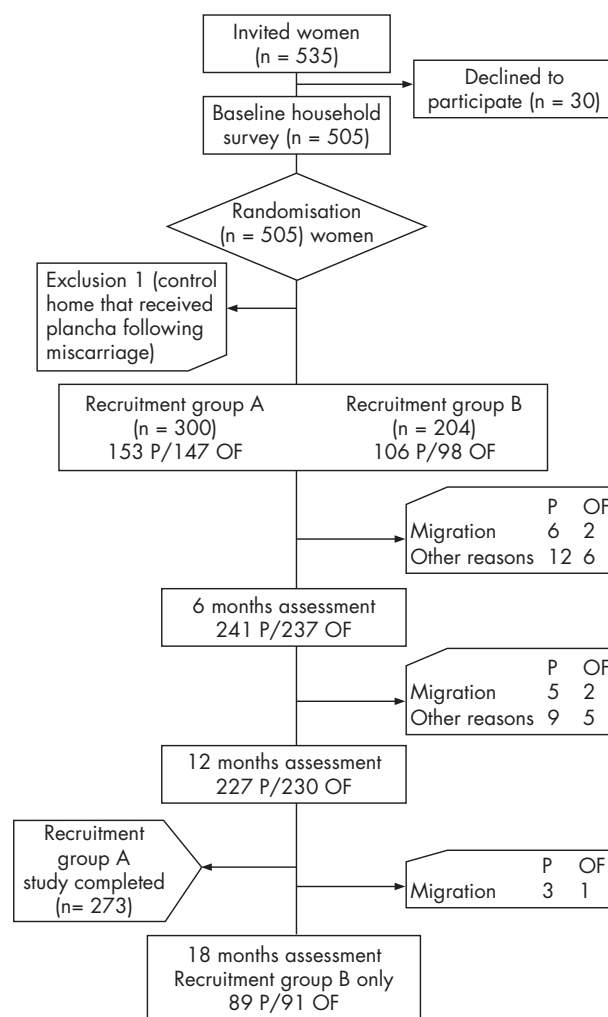 Invited women
(n = 535)
Declined to
participate (n = 30)
Baseline household
survey (n = 505)
Randomisation
(n = 505) women
Exclusion 1 (control
home that received
plancha following
miscarriage)
Recruitment group A
(n = 300)
153 P/147 OF
Recruitment group B
(n = 204)
106 P/98 OF
P OF
Migration 6 2
Other reasons 12 6
6 months assessment
241 P/237 OF
P OF
Migration 5 2
Other reasons 9 5
12 months assessment
227 P/230 OF
Recruitment
group A
study completed
(n= 273)
P OF
Migration 3 1
18 months assessment
Recruitment group B only
89 P/91 OF